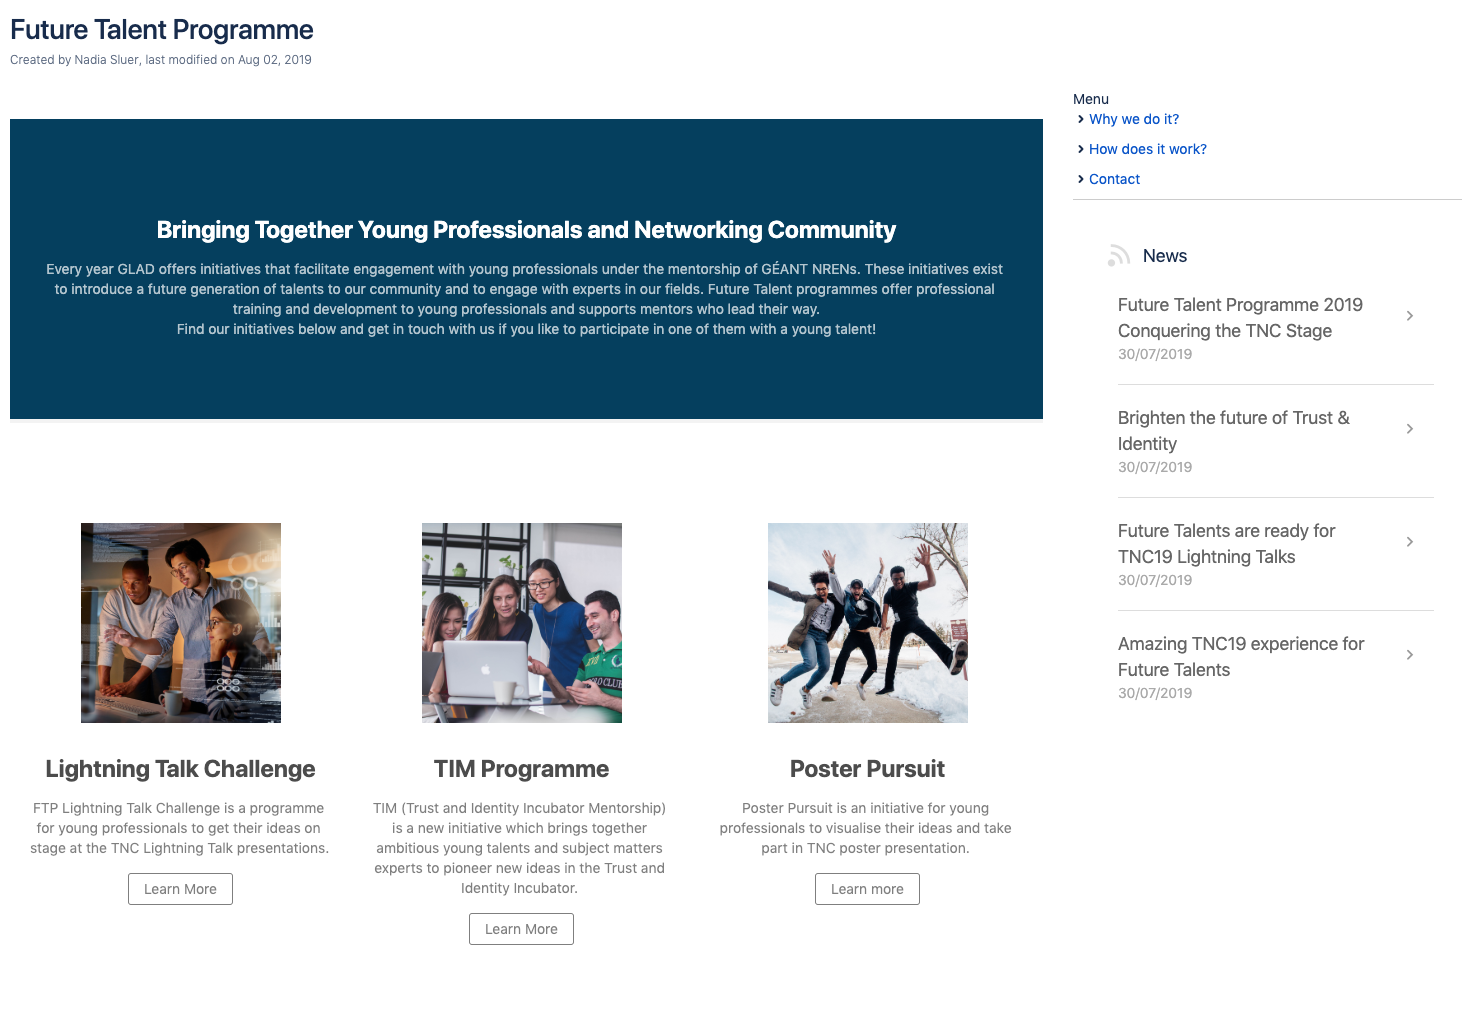 Future Talent Programme
Created by Nadia Sluer, last modified on Aug 02, 2019
Bringing Together Young Professionals and Networking Community
Every year GLAD offers initiatives that facilitate engagement with young professionals under the mentorship of GÉANT NRENs. These initiatives exist
to introduce a future generation of talents to our community and to engage with experts in our fields. Future Talent programmes offer professional
training and development to young professionals and supports mentors who lead their way.
Find our initiatives below and get in touch with us if you like to participate in one of them with a young talent!
Lightning Talk Challenge
FTP Lightning Talk Challenge is a programme
for young professionals to get their ideas on
stage at the TNC Lightning Talk presentations.
Learn More
TIM Programme
TIM (Trust and Identity Incubator Mentorship)
is a new initiative which brings together
ambitious young talents and subject matters
experts to pioneer new ideas in the Trust and
Identity Incubator.
Learn More
Poster Pursuit
Poster Pursuit is an initiative for young
professionals to visualise their ideas and take
part in TNC poster presentation.
Learn more
Menu
Why we do it?
How does it work?
Contact
News
Future Talent Programme 2019
Conquering the TNC Stage
30/07/2019
Brighten the future of Trust &
Identity
30/07/2019
Future Talents are ready for
TNC19 Lightning Talks
30/07/2019
Amazing TNC19 experience for
Future Talents
30/07/2019